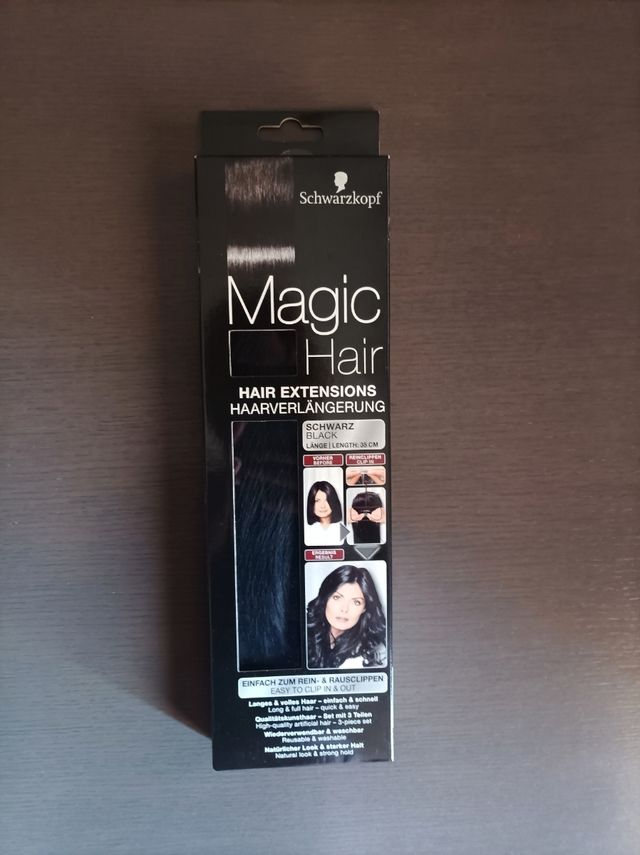 Schwarzkopf
Magic
Hair
HAIR EXTENSIONS
HAARVERLÄNGERUNG
SCHWARZ
BLACK
LÄNGE | LENGTH: 35 CM
VORHER
BEFORE
REINCLIPPEN
CLIP IN
ERGEBNIS
RESULT
EINFACH ZUM REIN- & RAUSCLIPPEN
EASY TO CLIP IN & OUT
Langes & volles Haar – einfach & schnell
Long & full hair – quick & easy
Qualitätskunsthaar – Set mit 3 Teilen
High-quality artificial hair – 3-piece set
Wiederverwendbar & waschbar
Reusable & washable
Natürlicher Look & starker Halt
Natural look & strong hold